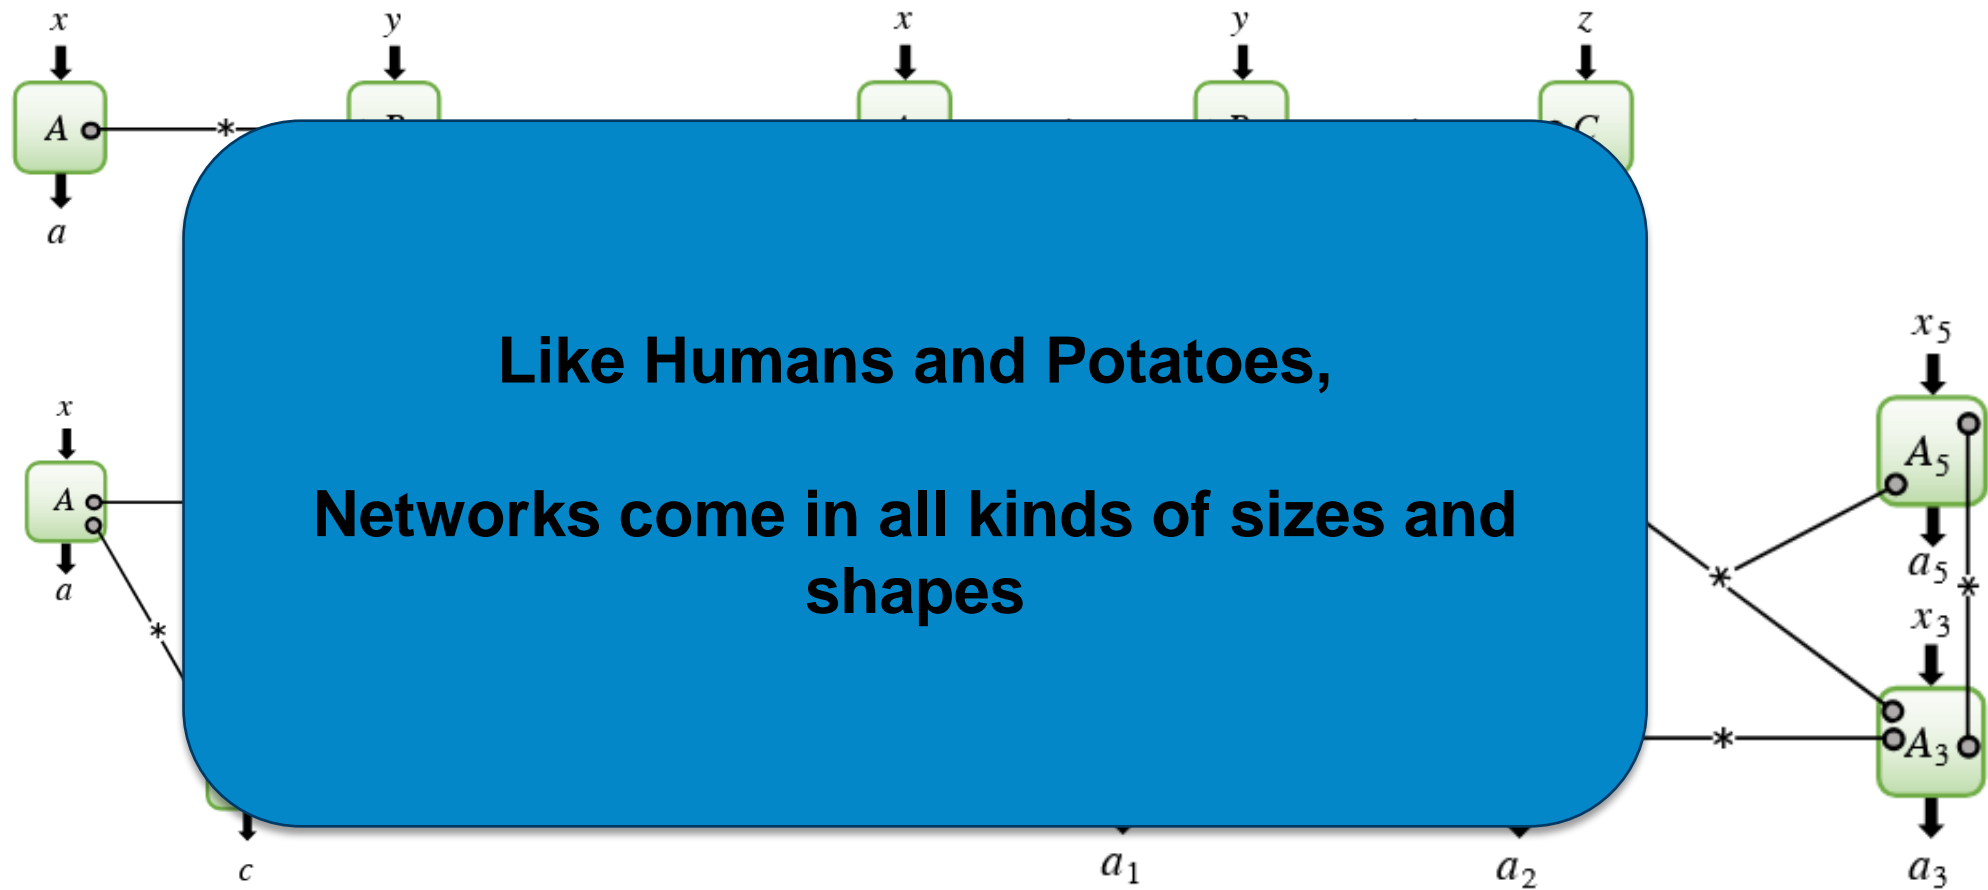 x y x y z
A * C
a
Like Humans and Potatoes,
x5
x
A5
A
Networks come in all kinds of sizes and
a5
* *
a
shapes
x3
*
* A3
c a1 a2 a3